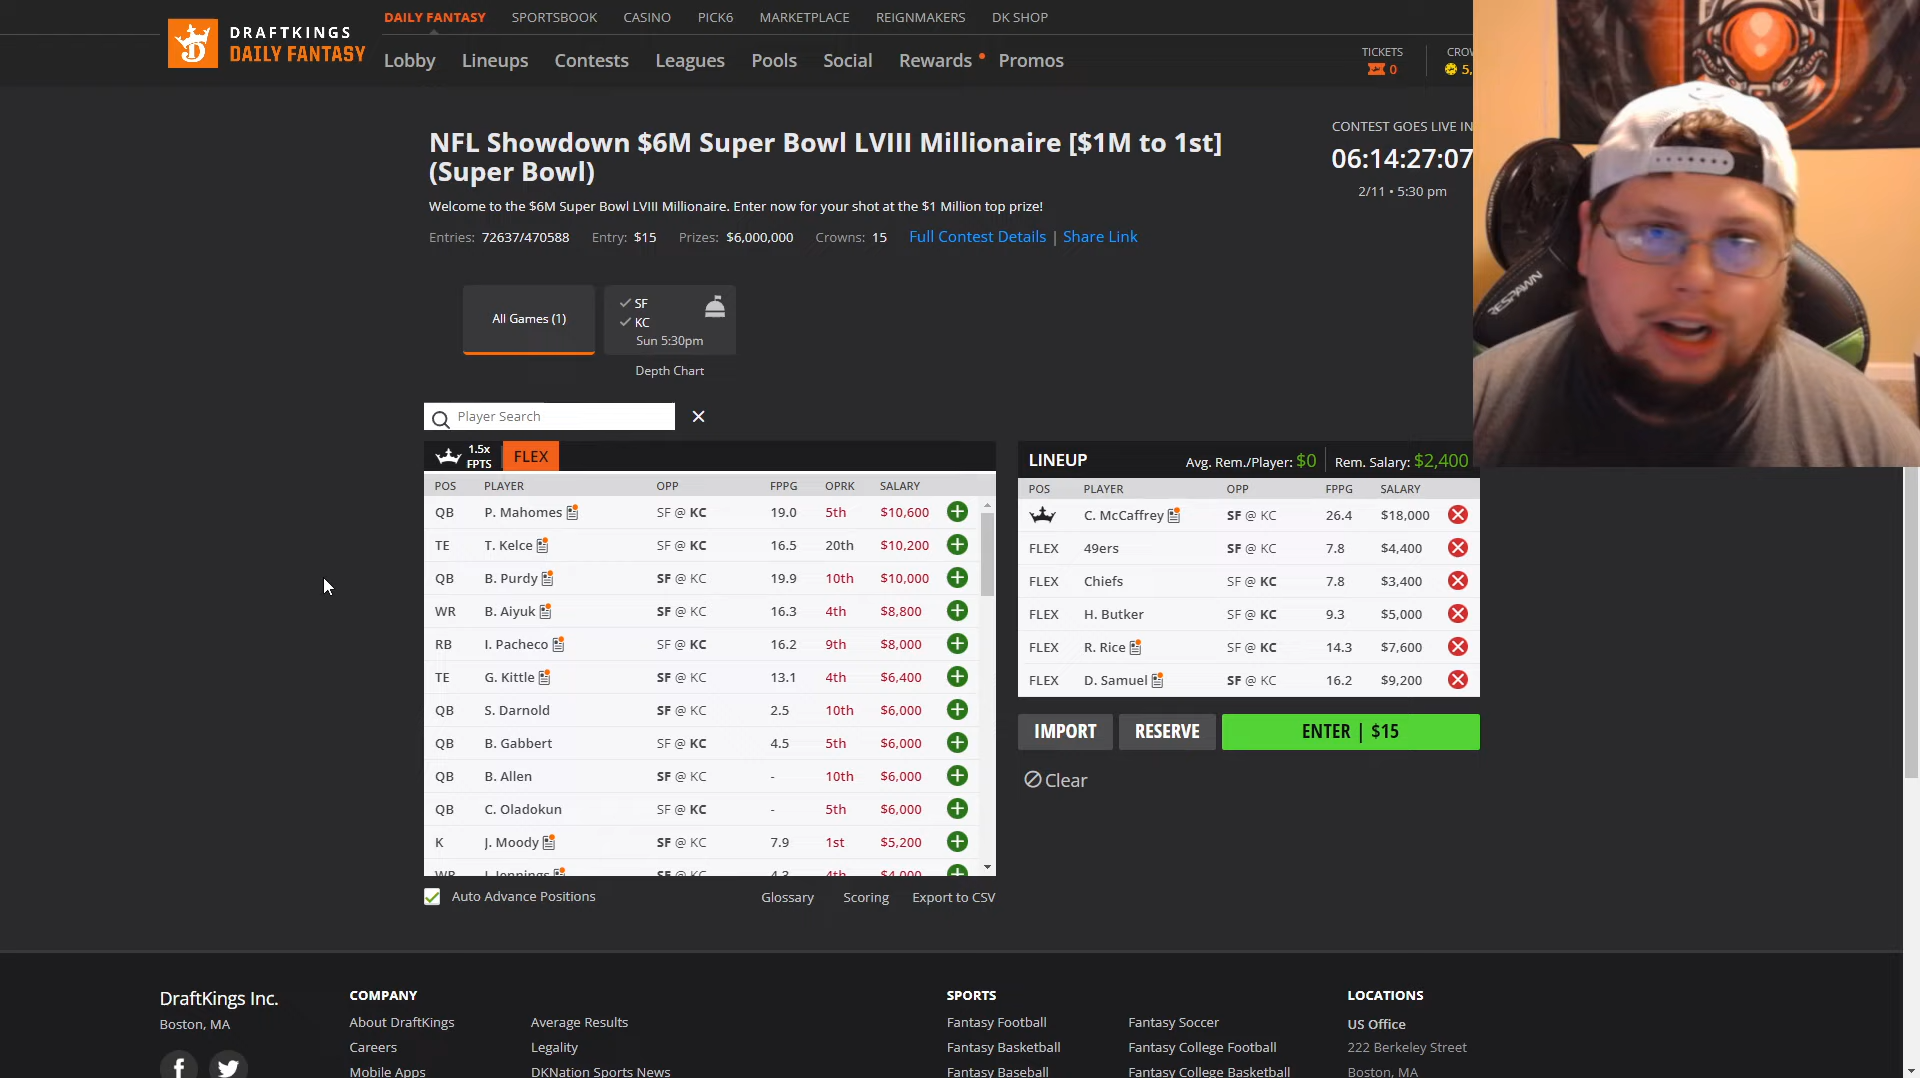 DAILY FANTASY SPORTSBOOK CASINO PICK6 MARKETPLACE REIGNMAKERS DK SHOP
DRAFTKINGS
DAILY FANTASY
Lobby Lineups Contests Leagues Pools Social Rewards Promos
TICKETS
0
5,
NFL Showdown $6M Super Bowl LVIII Millionaire [$1M to 1st]
(Super Bowl)
Welcome to the $6M Super Bowl LVIII Millionaire. Enter now for your shot at the $1 Million top prize!
Entries: 72637/470588 Entry: $15 Prizes: $6,000,000 Crowns: 15 Full Contest Details | Share Link
CONTEST GOES LIVE IN
06:14:27:07
2/11 • 5:30 pm
RESPAWN
All Games (1)
SF
KC
Sun 5:30pm
Depth Chart
Player Search
1.5x
FPTS
FLEX
POS PLAYER OPP FPPG OPRK SALARY
QB P. Mahomes SF @ KC 19.0 5th $10,600
TE T. Kelce SF @ KC 16.5 20th $10,200
QB B. Purdy SF @ KC 19.9 10th $10,000
WR B. Aiyuk SF @ KC 16.3 4th $8,800
RB I. Pacheco SF @ KC 16.2 9th $8,000
TE G. Kittle SF @ KC 13.1 4th $6,400
QB S. Darnold SF @ KC 2.5 10th $6,000
QB B. Gabbert SF @ KC 4.5 5th $6,000
QB B. Allen SF @ KC - 10th $6,000
QB C. Oladokun SF @ KC - 5th $6,000
K J. Moody SF @ KC 7.9 1st $5,200
WR J. Jennings SF @ KC 4.3 4th $4,000
LINEUP Avg. Rem./Player: $0 Rem. Salary: $2,400
POS PLAYER OPP FPPG SALARY
C. McCaffrey SF @ KC 26.4 $18,000
FLEX 49ers SF @ KC 7.8 $4,400
FLEX Chiefs SF @ KC 7.8 $3,400
FLEX H. Butker SF @ KC 9.3 $5,000
FLEX R. Rice SF @ KC 14.3 $7,600
FLEX D. Samuel SF @ KC 16.2 $9,200
IMPORT RESERVE ENTER | $15
Clear
Auto Advance Positions Glossary Scoring Export to CSV
DraftKings Inc.
Boston, MA
COMPANY
About DraftKings Average Results
Careers Legality
Mobile Apps DKNation Sports News
SPORTS
Fantasy Football Fantasy Soccer
Fantasy Basketball Fantasy College Football
Fantasy Baseball Fantasy College Basketball
LOCATIONS
US Office
222 Berkeley Street
Boston, MA